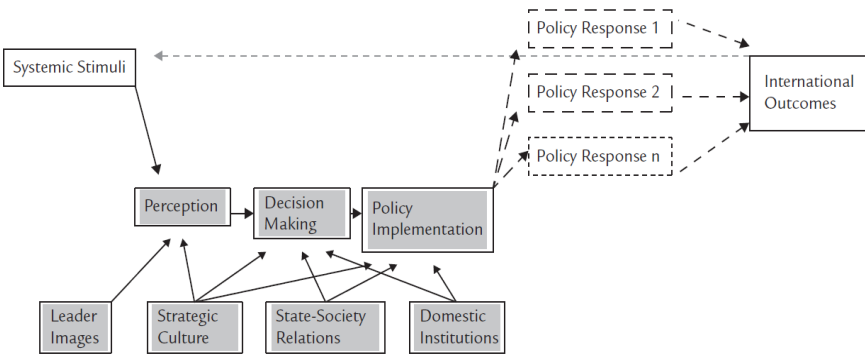 Policy Response 1
Systemic Stimuli
Policy Response 2
International
Outcomes
Policy Response n
Perception
Decision
Making
Policy
Implementation
Leader
Images
Strategic
Culture
State-Society
Relations
Domestic
Institutions